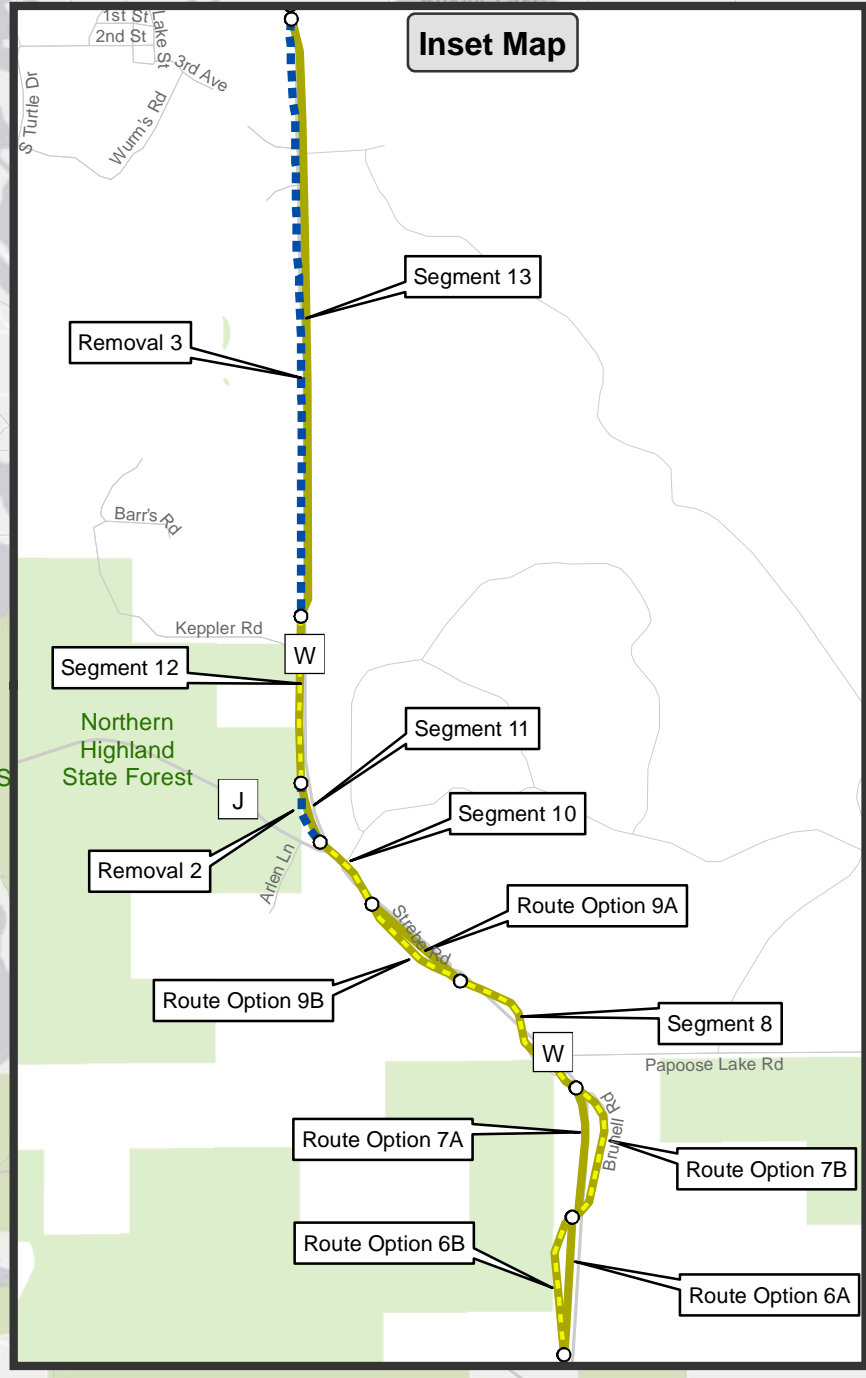 Inset Map
1st St
2nd St
Lake St
3rd Ave
S Turtle Dr
Wurm's Rd
Segment 13
Removal 3
Barr's Rd
Keppler Rd
W
Segment 12
Northern
Highland
State Forest
S
Segment 11
J
Segment 10
Removal 2
Arlen Ln
Route Option 9A
Strebe Rd
Route Option 9B
Segment 8
W
Papoose Lake Rd
Route Option 7A
Brunell Rd
Route Option 7B
Route Option 6B
Route Option 6A